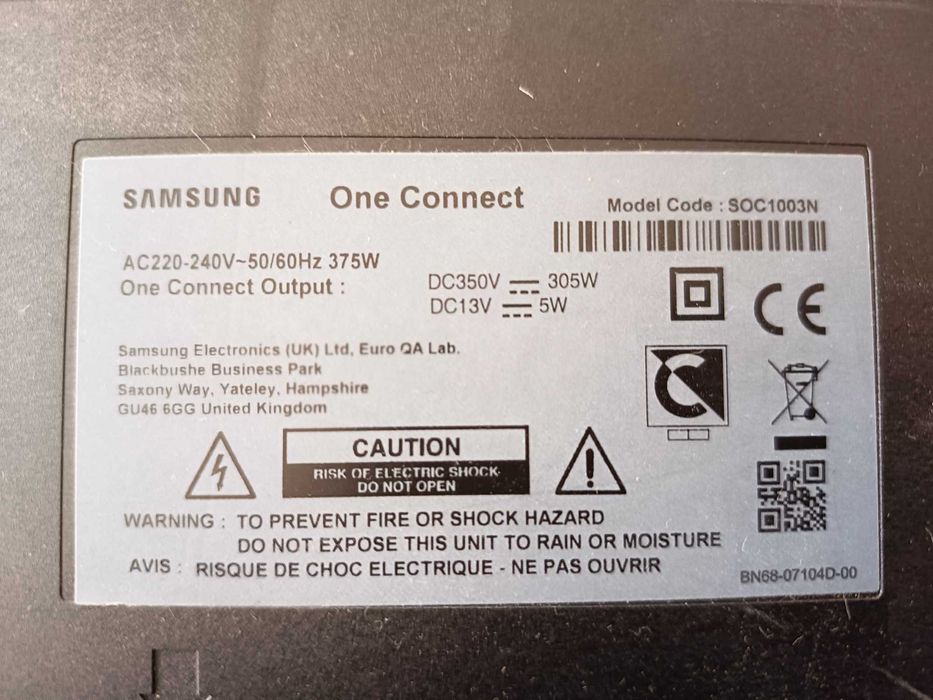 SAMSUNG One Connect
Model Code : SOC1003N
AC220-240V~50/60Hz 375W
One Connect Output : DC350V 305W
DC13V 5W
Samsung Electronics (UK) Ltd, Euro QA Lab.
Blackbushe Business Park
Saxony Way, Yateley, Hampshire
GU46 6GG United Kingdom
CAUTION
RISK OF ELECTRIC SHOCK
DO NOT OPEN
WARNING : TO PREVENT FIRE OR SHOCK HAZARD
DO NOT EXPOSE THIS UNIT TO RAIN OR MOISTURE
AVIS : RISQUE DE CHOC ELECTRIQUE - NE PAS OUVRIR
BN68-07104D-00
CE